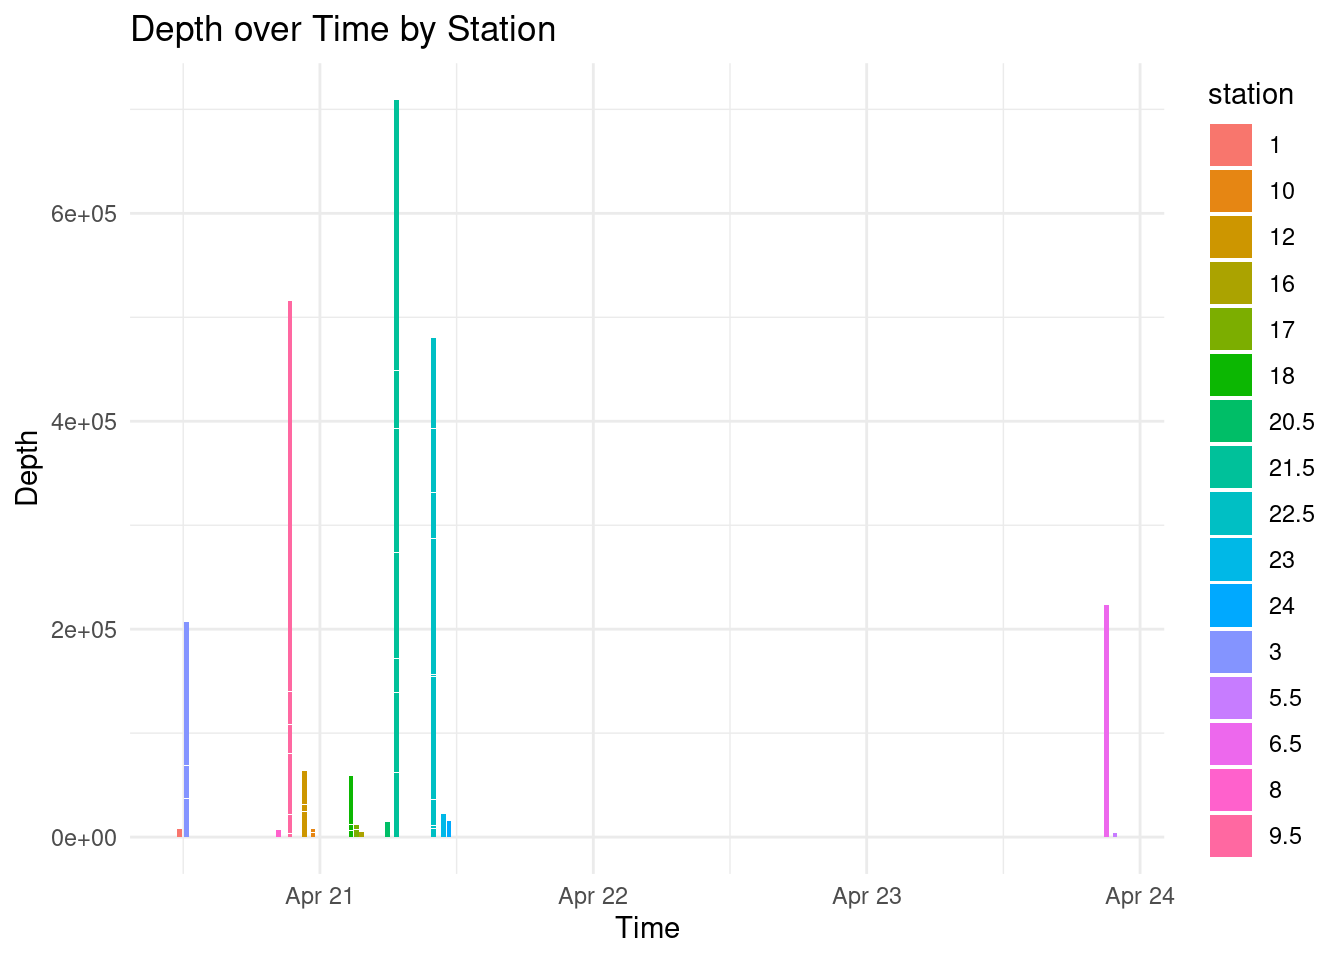 Depth over Time by Station
Depth
6e+05
4e+05
2e+05
0e+00
Apr 21
Apr 22
Apr 23
Apr 24
Time
station
1
10
12
16
17
18
20.5
21.5
22.5
23
24
3
5.5
6.5
8
9.5